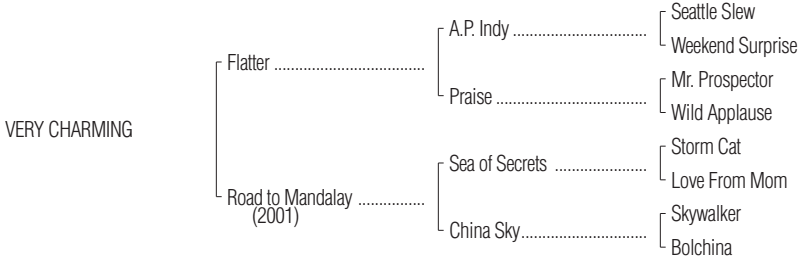 VERY CHARMING
Flatter ..................................
Road to Mandalay ...............
(2001)
A.P. Indy ..............................
Praise ..................................
Sea of Secrets ....................
China Sky............................
Seattle Slew
Weekend Surprise
Mr. Prospector
Wild Applause
Storm Cat
Love From Mom
Skywalker
Bolchina